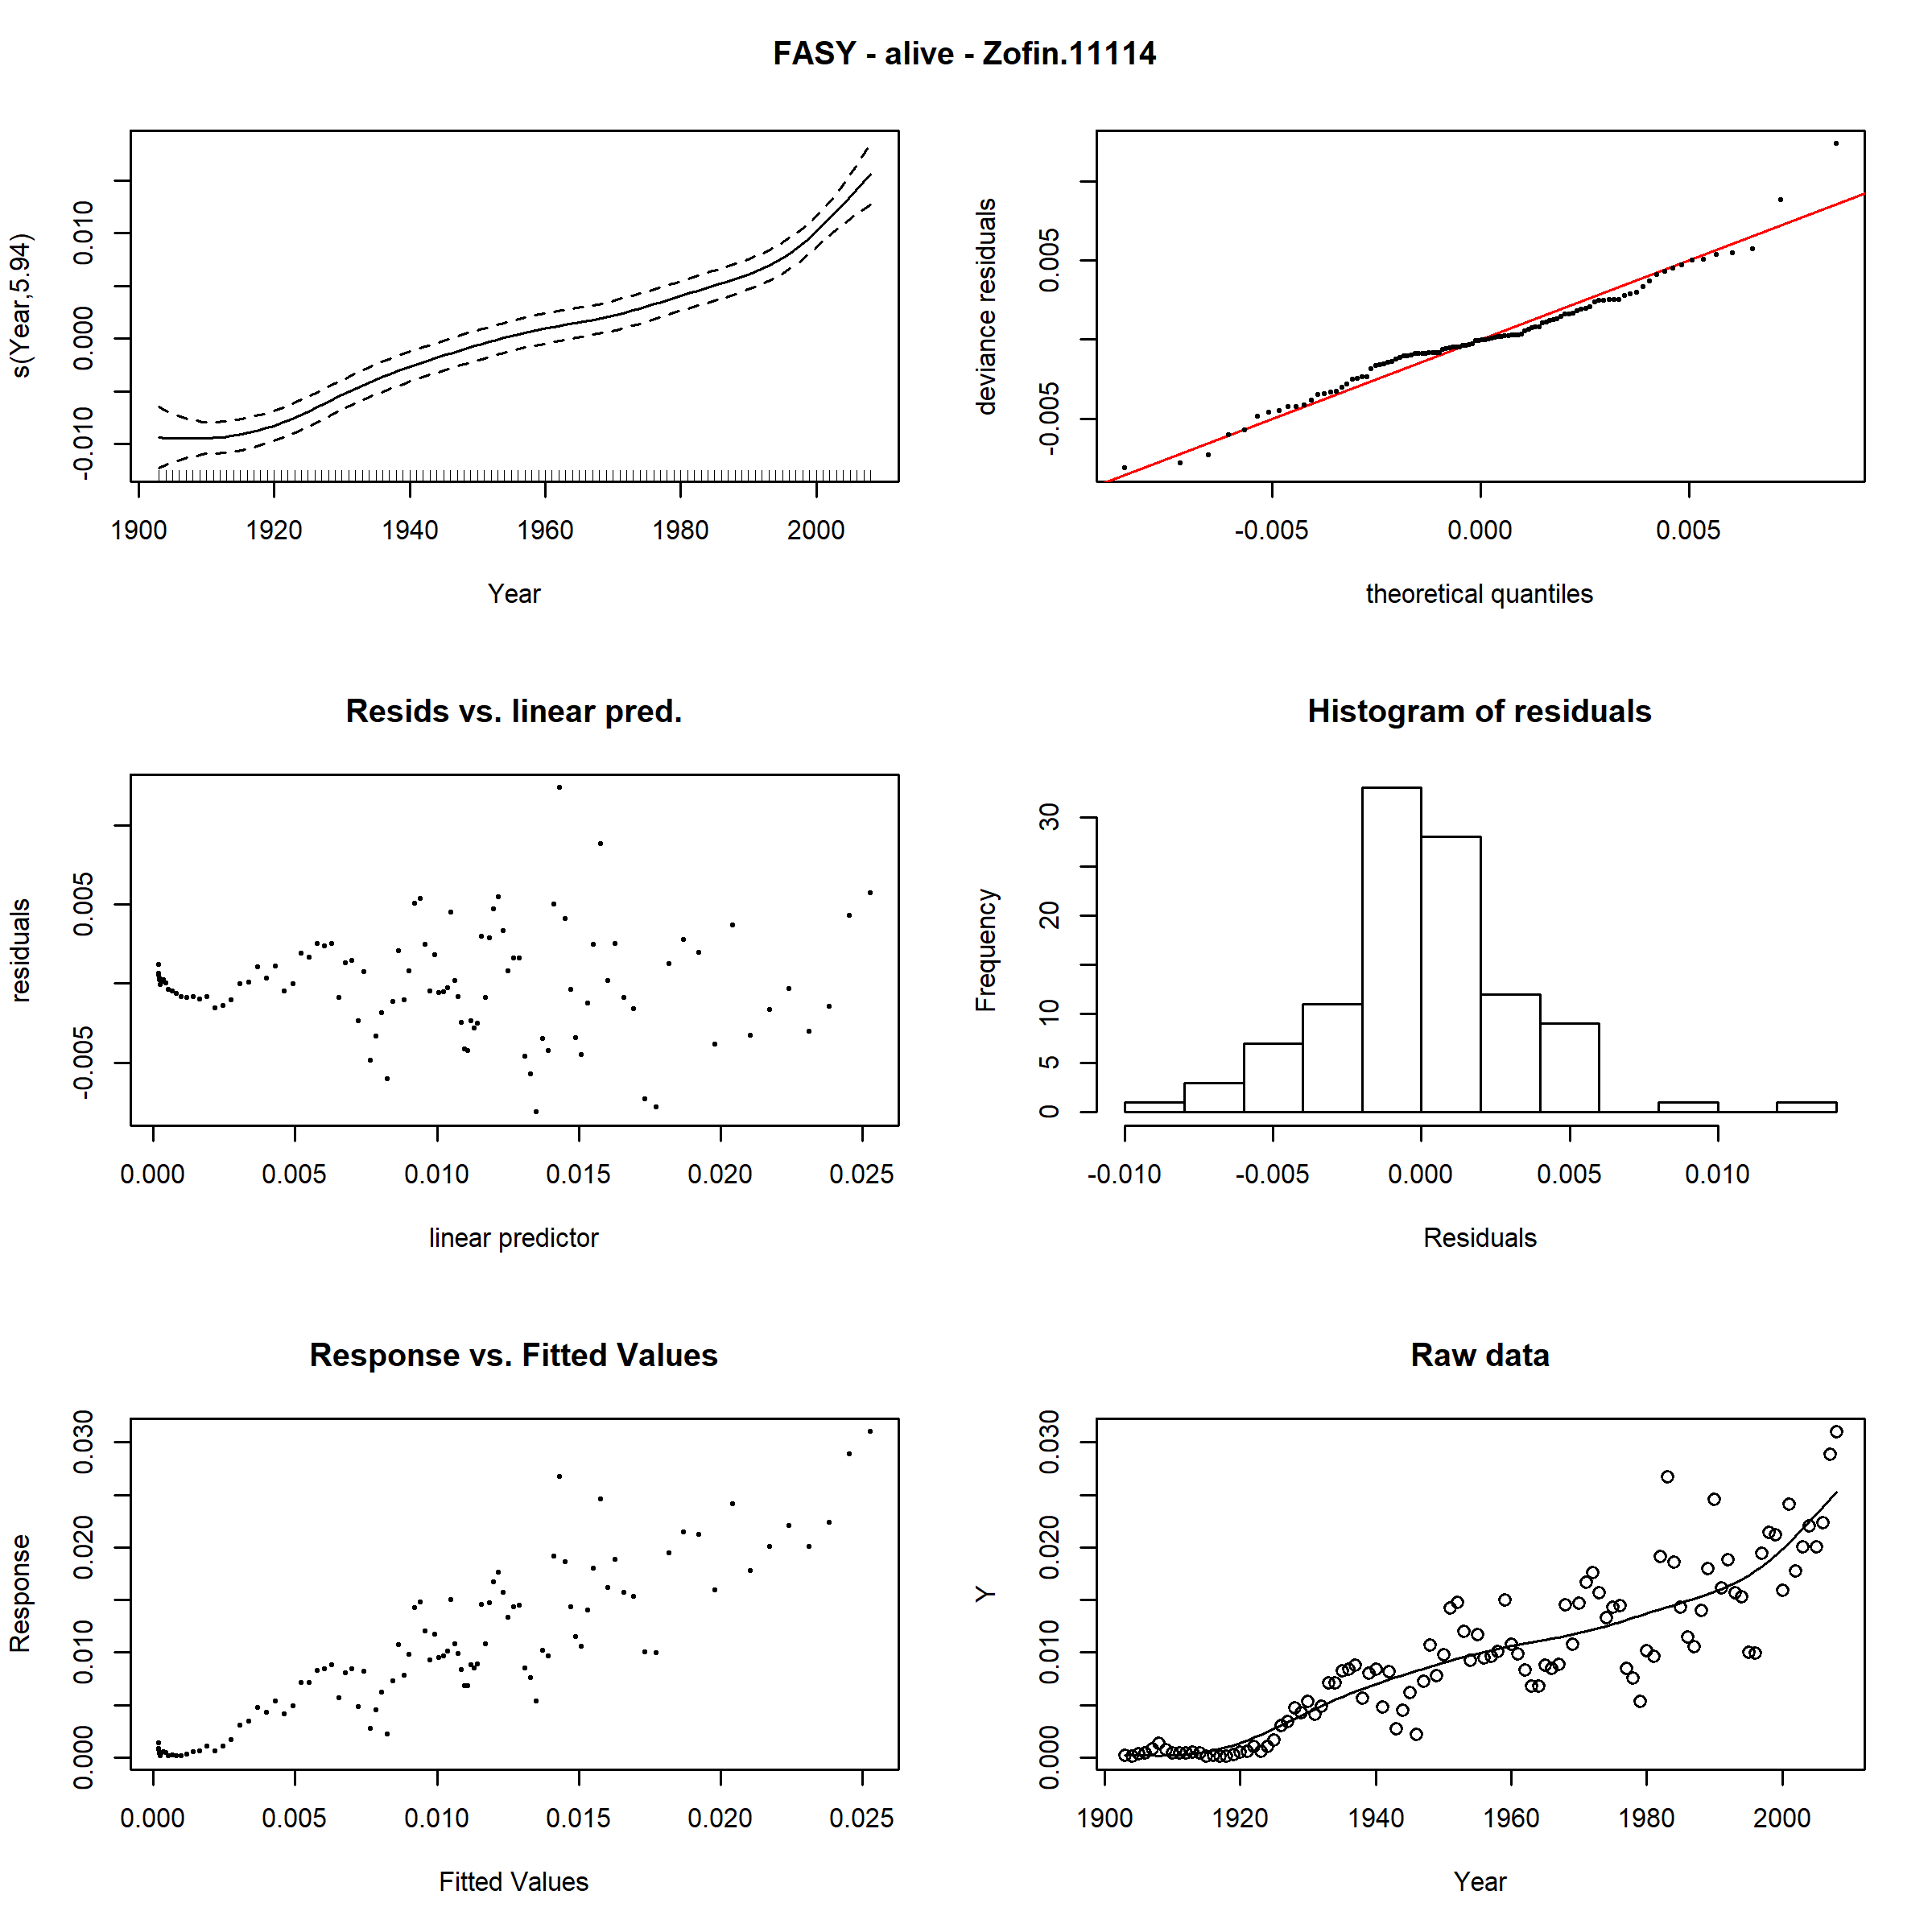 FASY - alive - Zofin.11114
s(Year,5.94)
-0.010 0.000 0.010
1900 1920 1940 1960 1980 2000
Year
deviance residuals
-0.005 0.005
-0.005 0.000 0.005
theoretical quantiles
Resids vs. linear pred.
residuals
-0.005 0.005
0.000 0.005 0.010 0.015 0.020 0.025
linear predictor
Histogram of residuals
Frequency
0 5 10 20 30
-0.010 -0.005 0.000 0.005 0.010
Residuals
Response vs. Fitted Values
Response
0.000 0.010 0.020 0.030
0.000 0.005 0.010 0.015 0.020 0.025
Fitted Values
Raw data
Y
0.000 0.010 0.020 0.030
1900 1920 1940 1960 1980 2000
Year